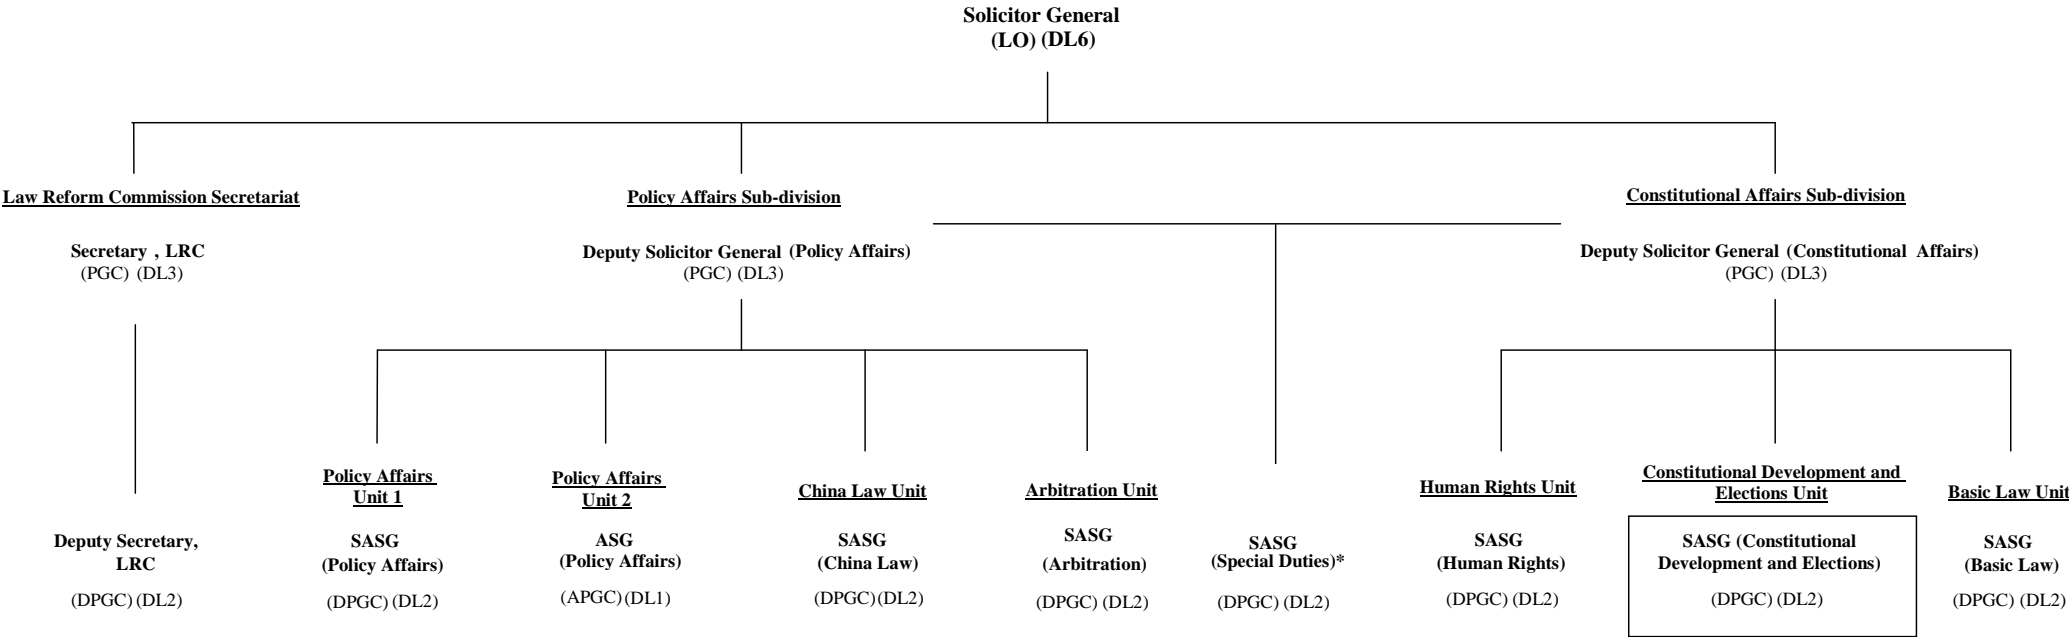 Solicitor General
(LO) (DL6)
Law Reform Commission Secretariat
Secretary , LRC
(PGC) (DL3)
Policy Affairs Sub-division
Deputy Solicitor General (Policy Affairs)
(PGC) (DL3)
Constitutional Affairs Sub-division
Deputy Solicitor General (Constitutional Affairs)
(PGC) (DL3)
Deputy Secretary,
LRC
(DPGC) (DL2)
Policy Affairs
Unit 1
SASG
(Policy Affairs)
(DPGC) (DL2)
Policy Affairs
Unit 2
ASG
(Policy Affairs)
(APGC) (DL1)
China Law Unit
SASG
(China Law)
(DPGC) (DL2)
Arbitration Unit
SASG
(Arbitration)
(DPGC) (DL2)
SASG
(Special Duties)*
(DPGC) (DL2)
Human Rights Unit
SASG
(Human Rights)
(DPGC) (DL2)
Constitutional Development and
Elections Unit
SASG (Constitutional
Development and Elections)
(DPGC) (DL2)
Basic Law Unit
SASG
(Basic Law)
(DPGC) (DL2)